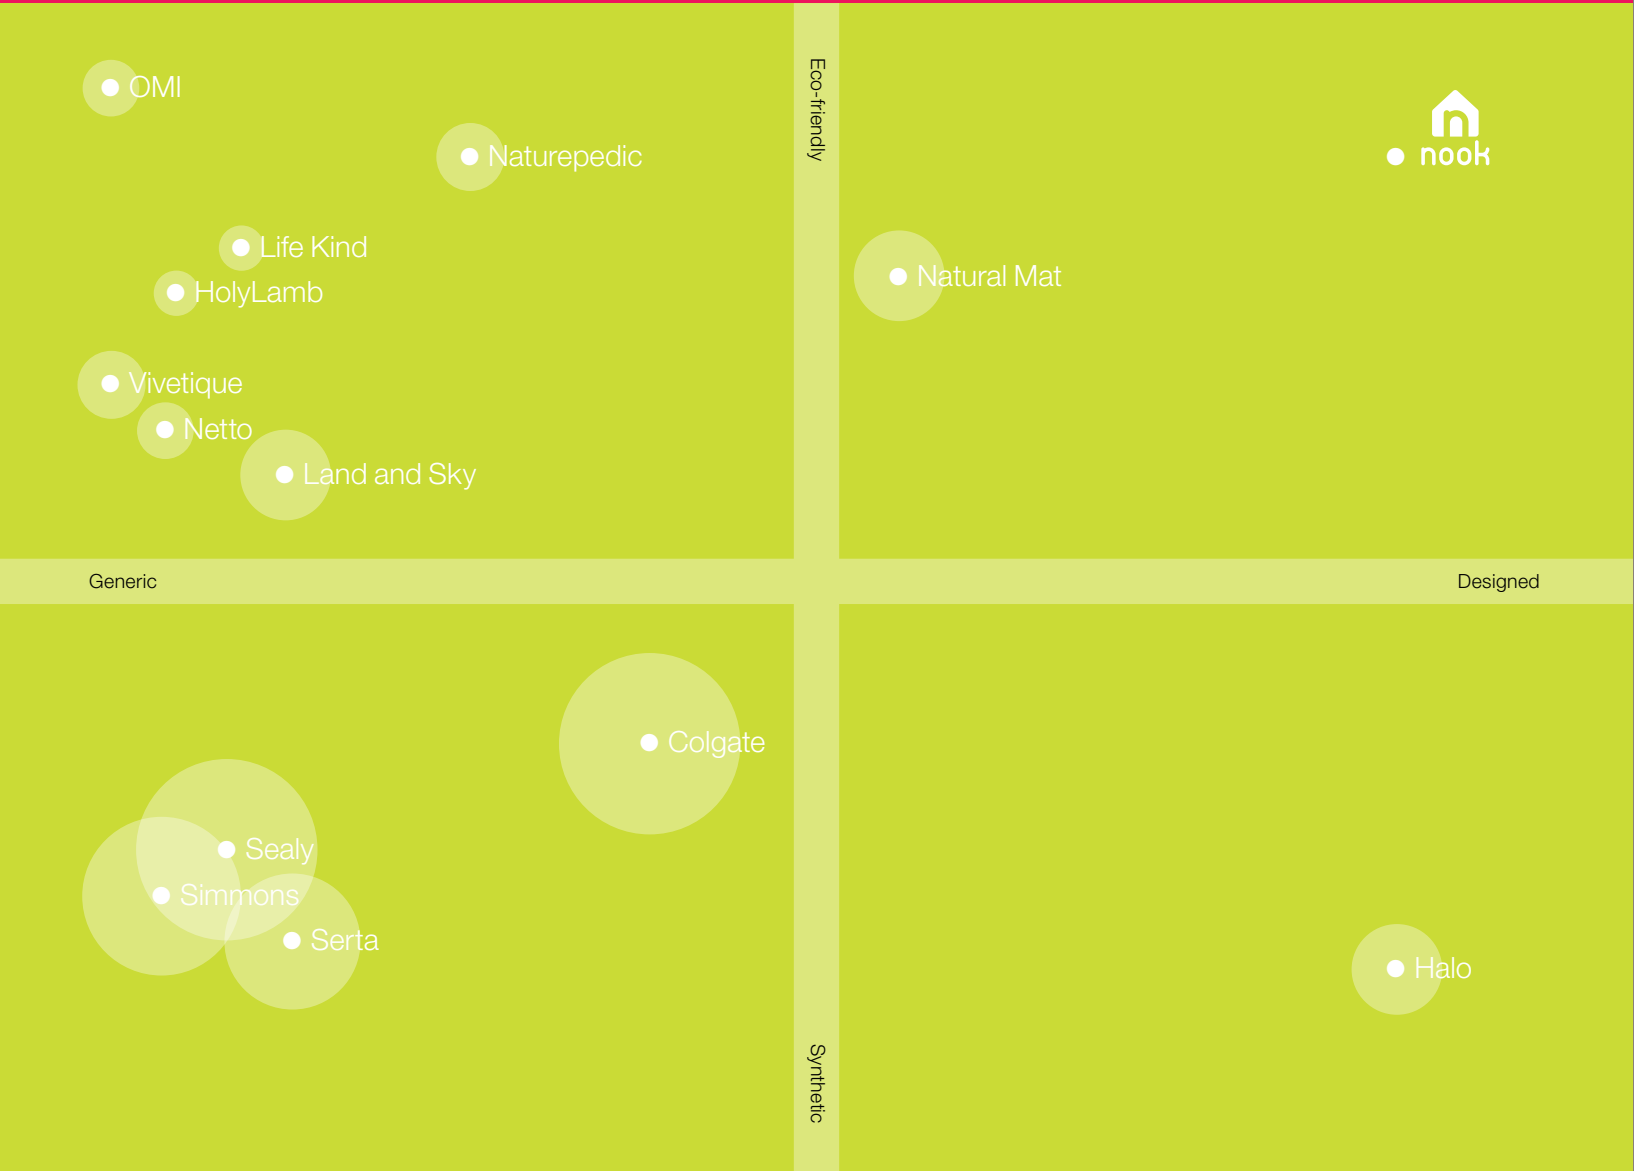 OMI
Eco-friendly
nook
Naturepedic
Life Kind
Natural Mat
HolyLamb
Vivetique
Netto
Land and Sky
Generic
Designed
Colgate
Sealy
Simmons
Serta
Halo
Synthetic